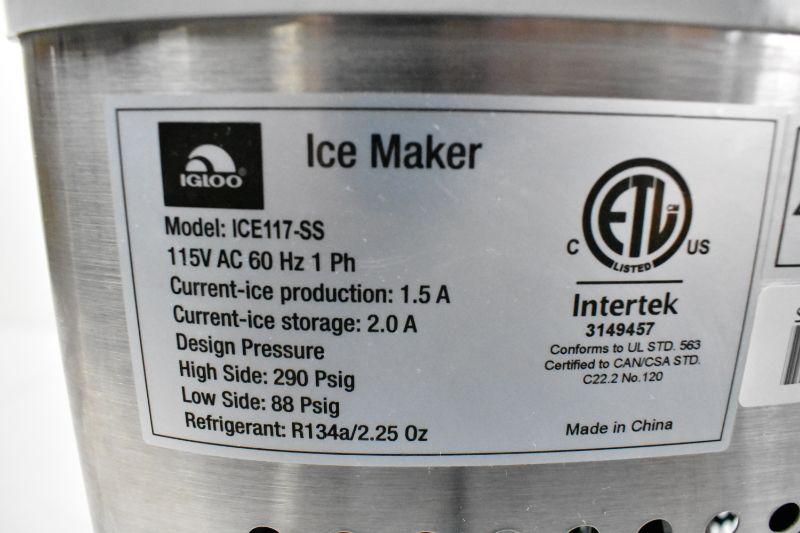 IGLOO®
Ice Maker
Model: ICE117-SS
115V AC 60 Hz 1 Ph
Current-ice production: 1.5 A
Current-ice storage: 2.0 A
Design Pressure
High Side: 290 Psig
Low Side: 88 Psig
Refrigerant: R134a/2.25 Oz
ETL CM
C US
LISTED
Intertek
3149457
Conforms to UL STD. 563
Certified to CAN/CSA STD.
C22.2 No.120
Made in China